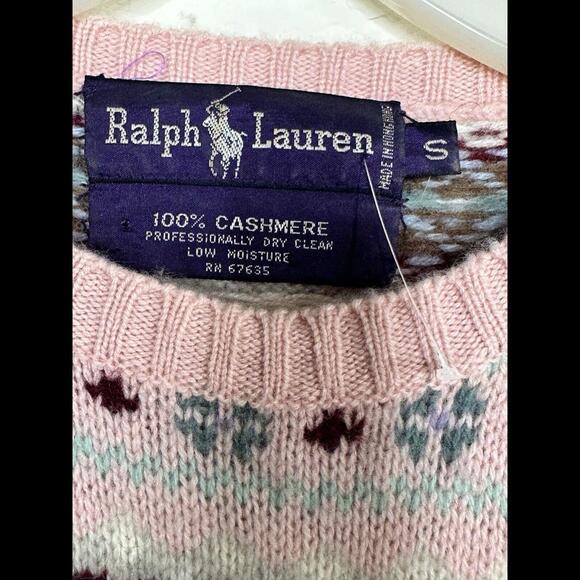 Ralph Lauren
MADE IN HONG KONG
S
100% CASHMERE
PROFESSIONALLY DRY CLEAN
LOW MOISTURE
RN 67635